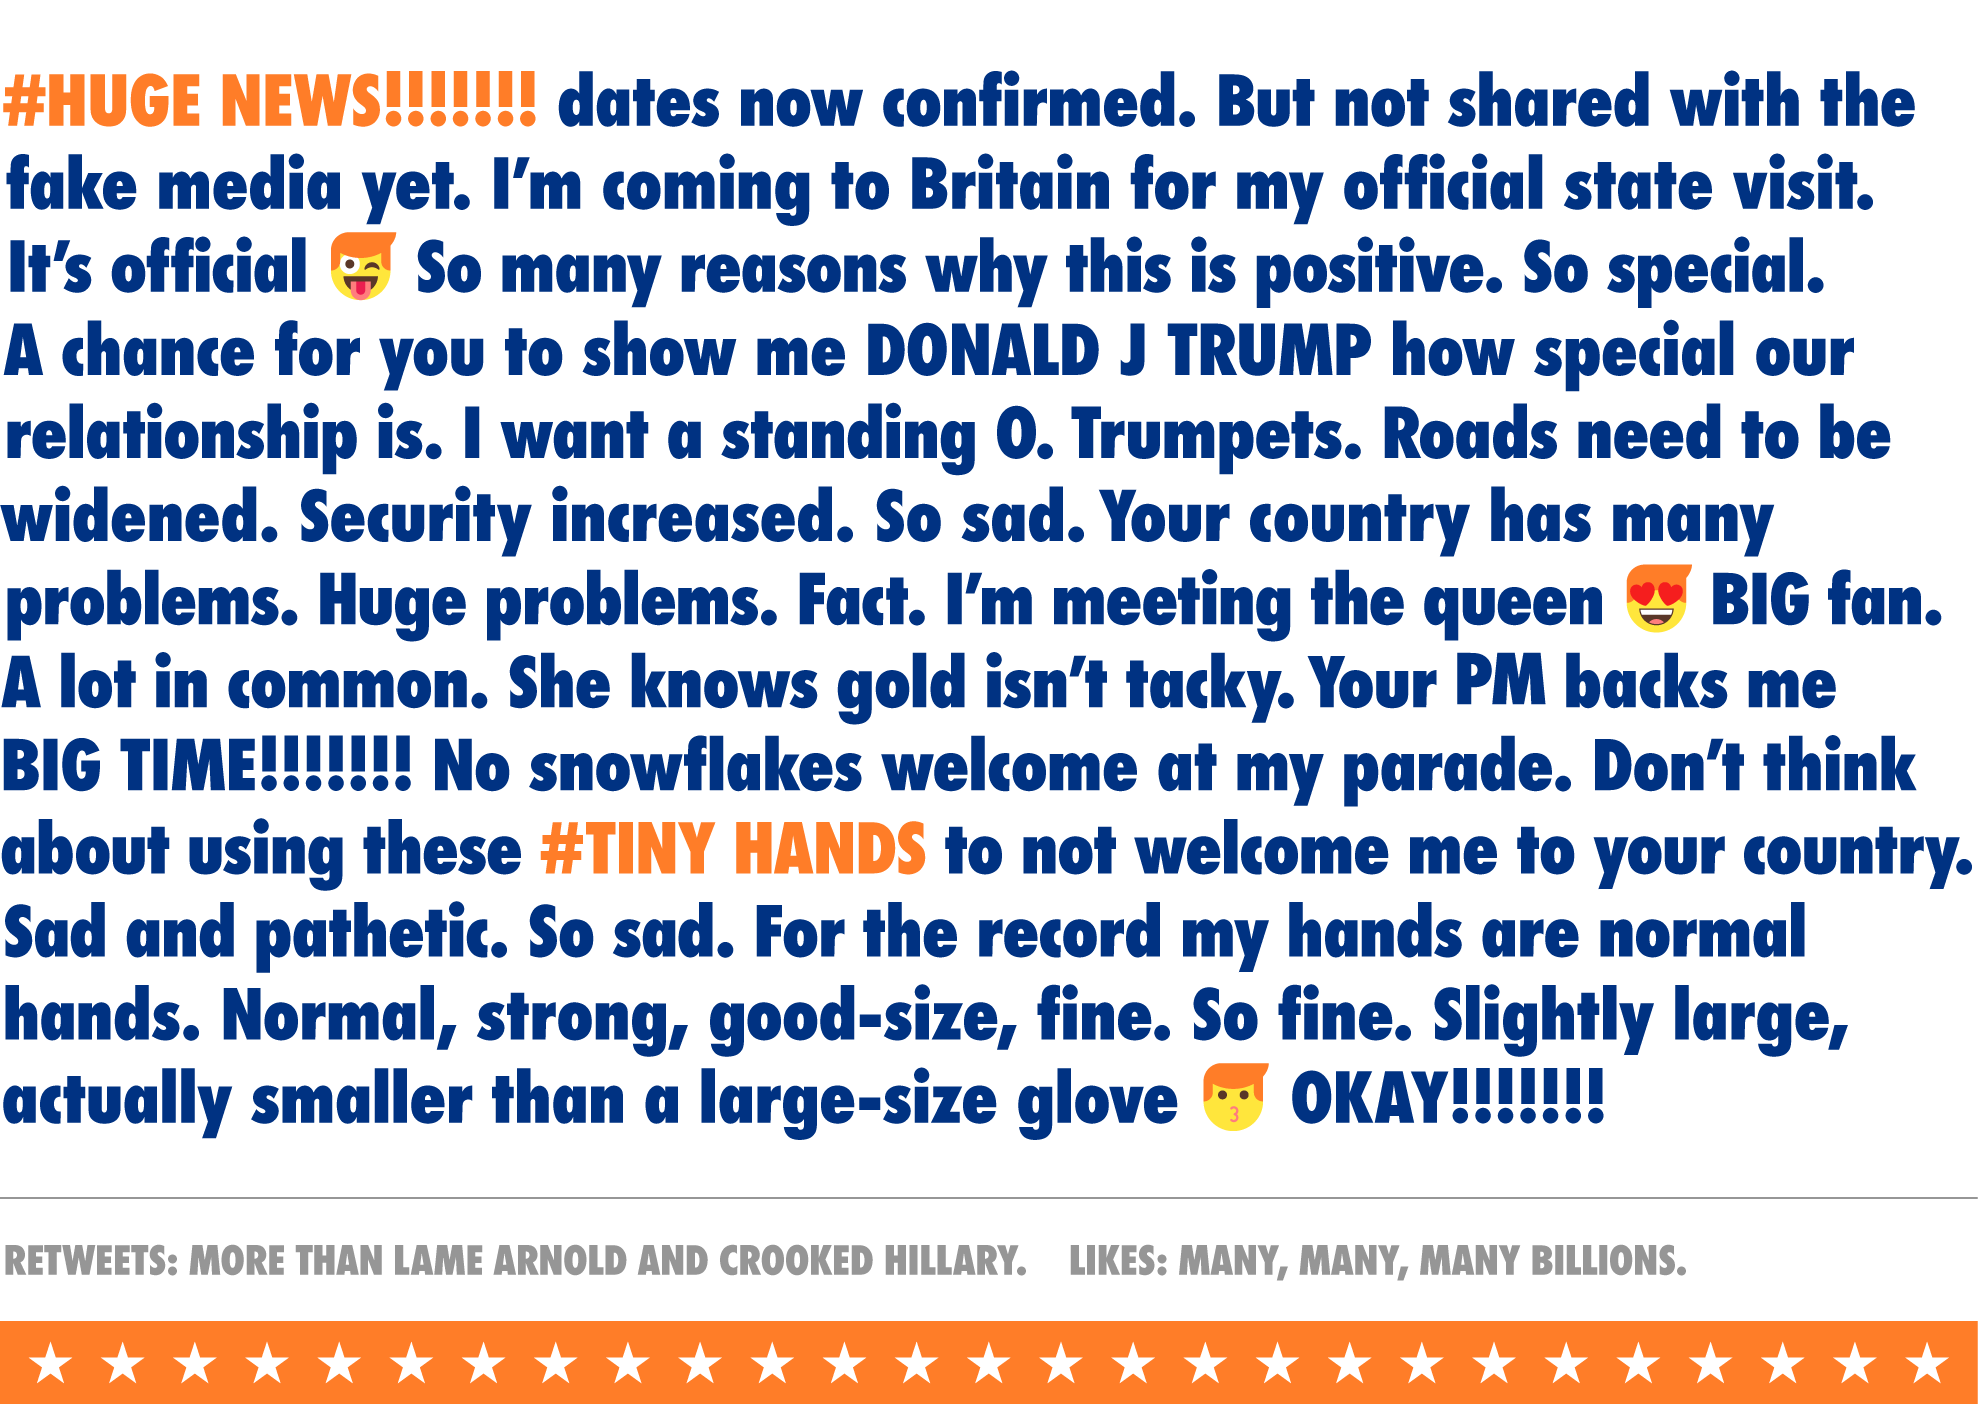 #HUGE NEWS!!!!!!! dates now confirmed. But not shared with the
fake media yet. I’m coming to Britain for my official state visit.
It’s official 😜 So many reasons why this is positive. So special.
A chance for you to show me DONALD J TRUMP how special our
relationship is. I want a standing O. Trumpets. Roads need to be
widened. Security increased. So sad. Your country has many
problems. Huge problems. Fact. I’m meeting the queen 😍 BIG fan.
A lot in common. She knows gold isn’t tacky. Your PM backs me
BIG TIME!!!!!!! No snowflakes welcome at my parade. Don’t think
about using these #TINY HANDS to not welcome me to your country.
Sad and pathetic. So sad. For the record my hands are normal
hands. Normal, strong, good-size, fine. So fine. Slightly large,
actually smaller than a large-size glove 😗 OKAY!!!!!!!
RETWEETS: MORE THAN LAME ARNOLD AND CROOKED HILLARY. LIKES: MANY, MANY, MANY BILLIONS.